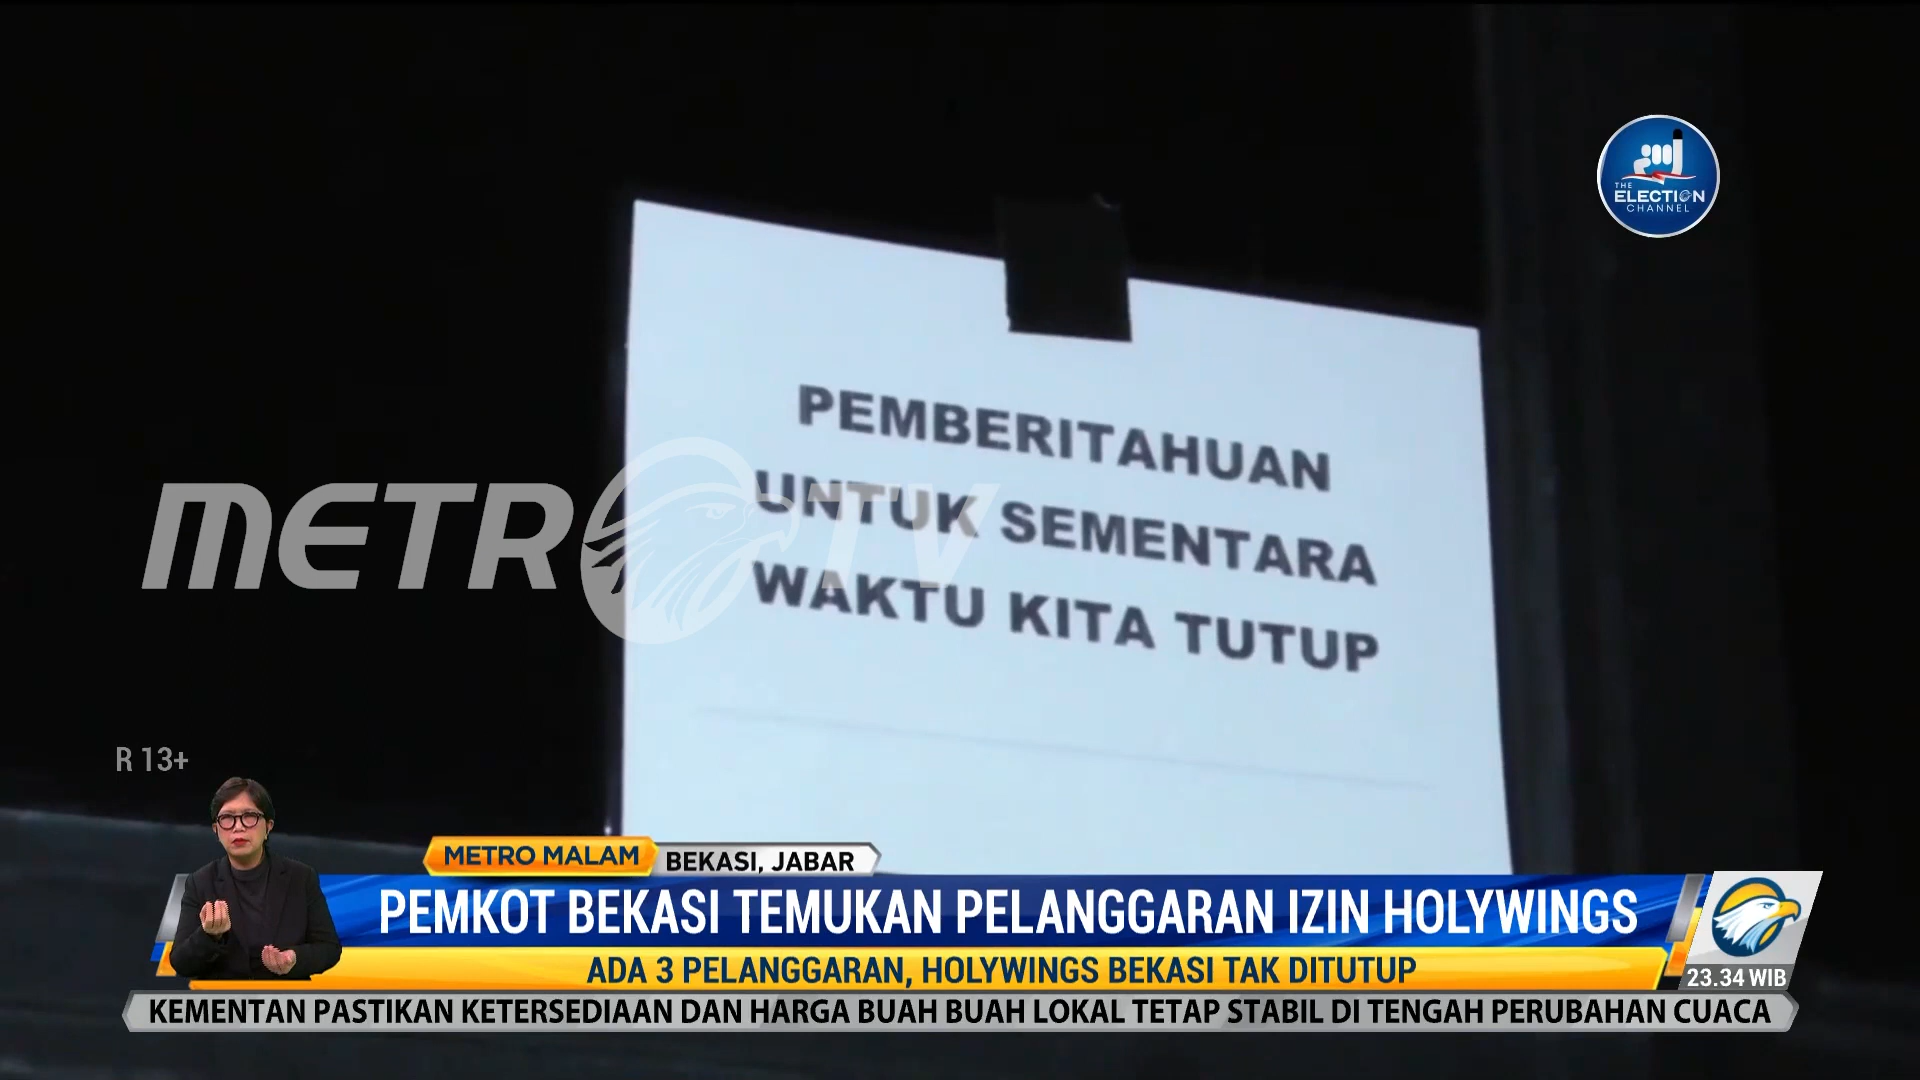 THE
ELECTION
CHANNEL
PEMBERITAHUAN
UNTUK SEMENTARA
WAKTU KITA TUTUP
METRO TV
R 13+
METRO MALAM
BEKASI, JABAR
PEMKOT BEKASI TEMUKAN PELANGGARAN IZIN HOLYWINGS
ADA 3 PELANGGARAN, HOLYWINGS BEKASI TAK DITUTUP
23.34 WIB
KEMENTAN PASTIKAN KETERSEDIAAN DAN HARGA BUAH BUAH LOKAL TETAP STABIL DI TENGAH PERUBAHAN CUACA